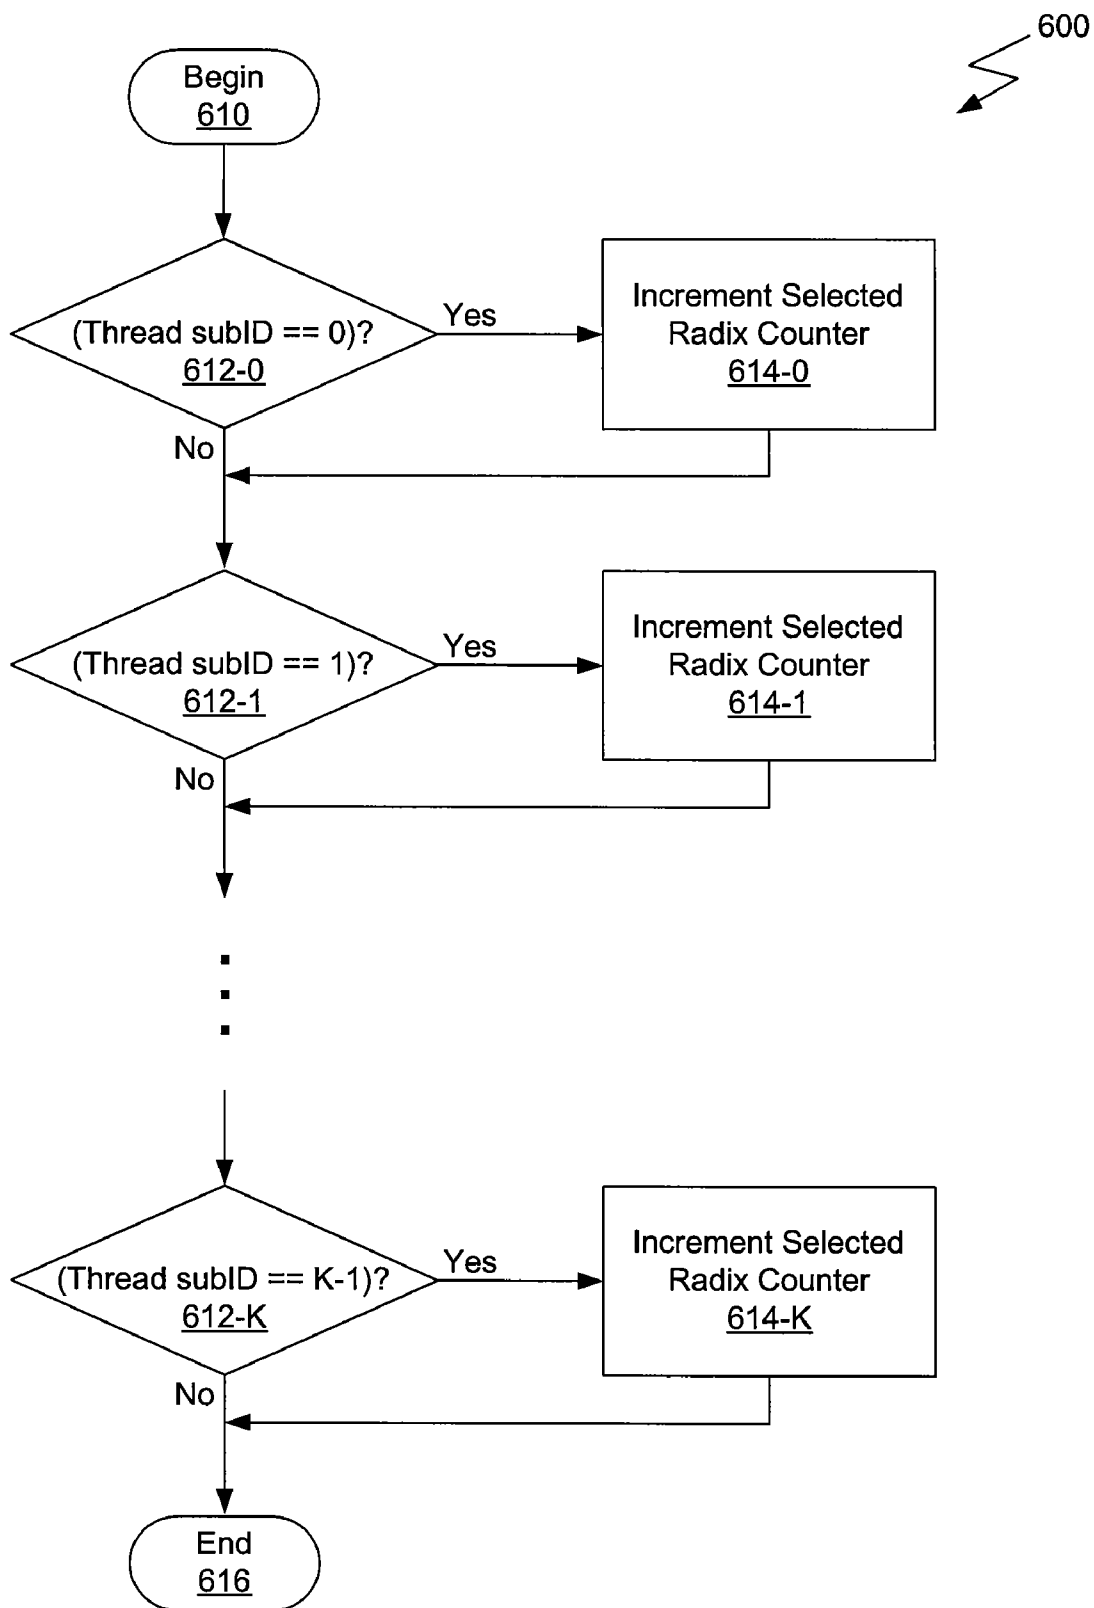 600
Begin
610
(Thread subID == 0)?
612-0
Yes
Increment Selected
Radix Counter
614-0
No
(Thread subID == 1)?
612-1
Yes
Increment Selected
Radix Counter
614-1
No
(Thread subID == K-1)?
612-K
Yes
Increment Selected
Radix Counter
614-K
No
End
616